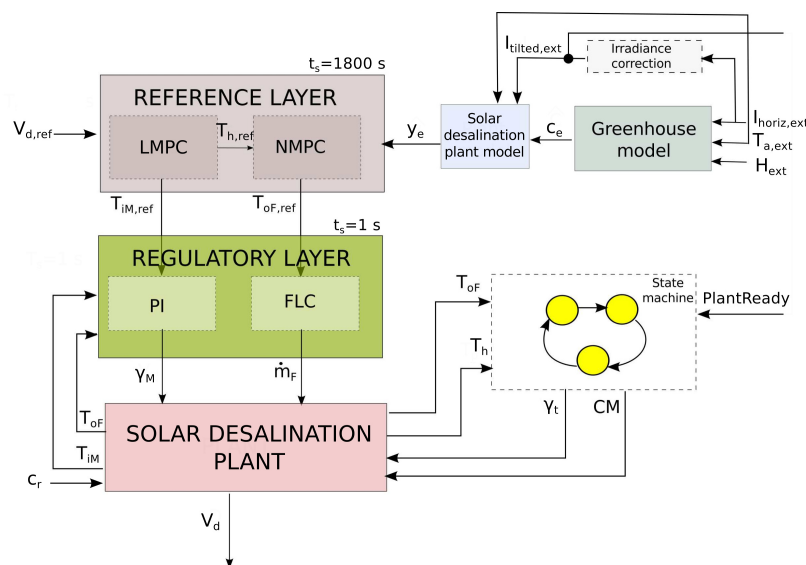 t_s=1800 s
I_tilted,ext
Irradiance
correction
REFERENCE LAYER
V_d,ref
LMPC
T_h,ref
NMPC
y_e
Solar
desalination
plant model
c_e
Greenhouse
model
I_horiz,ext
T_a,ext
H_ext
T_iM,ref
T_oF,ref
t_s=1 s
REGULATORY LAYER
PI
FLC
T_oF
State
machine
PlantReady
T_h
γ_M
ṁ_F
γ_t
CM
T_oF
T_iM
c_r
SOLAR DESALINATION
PLANT
V_d